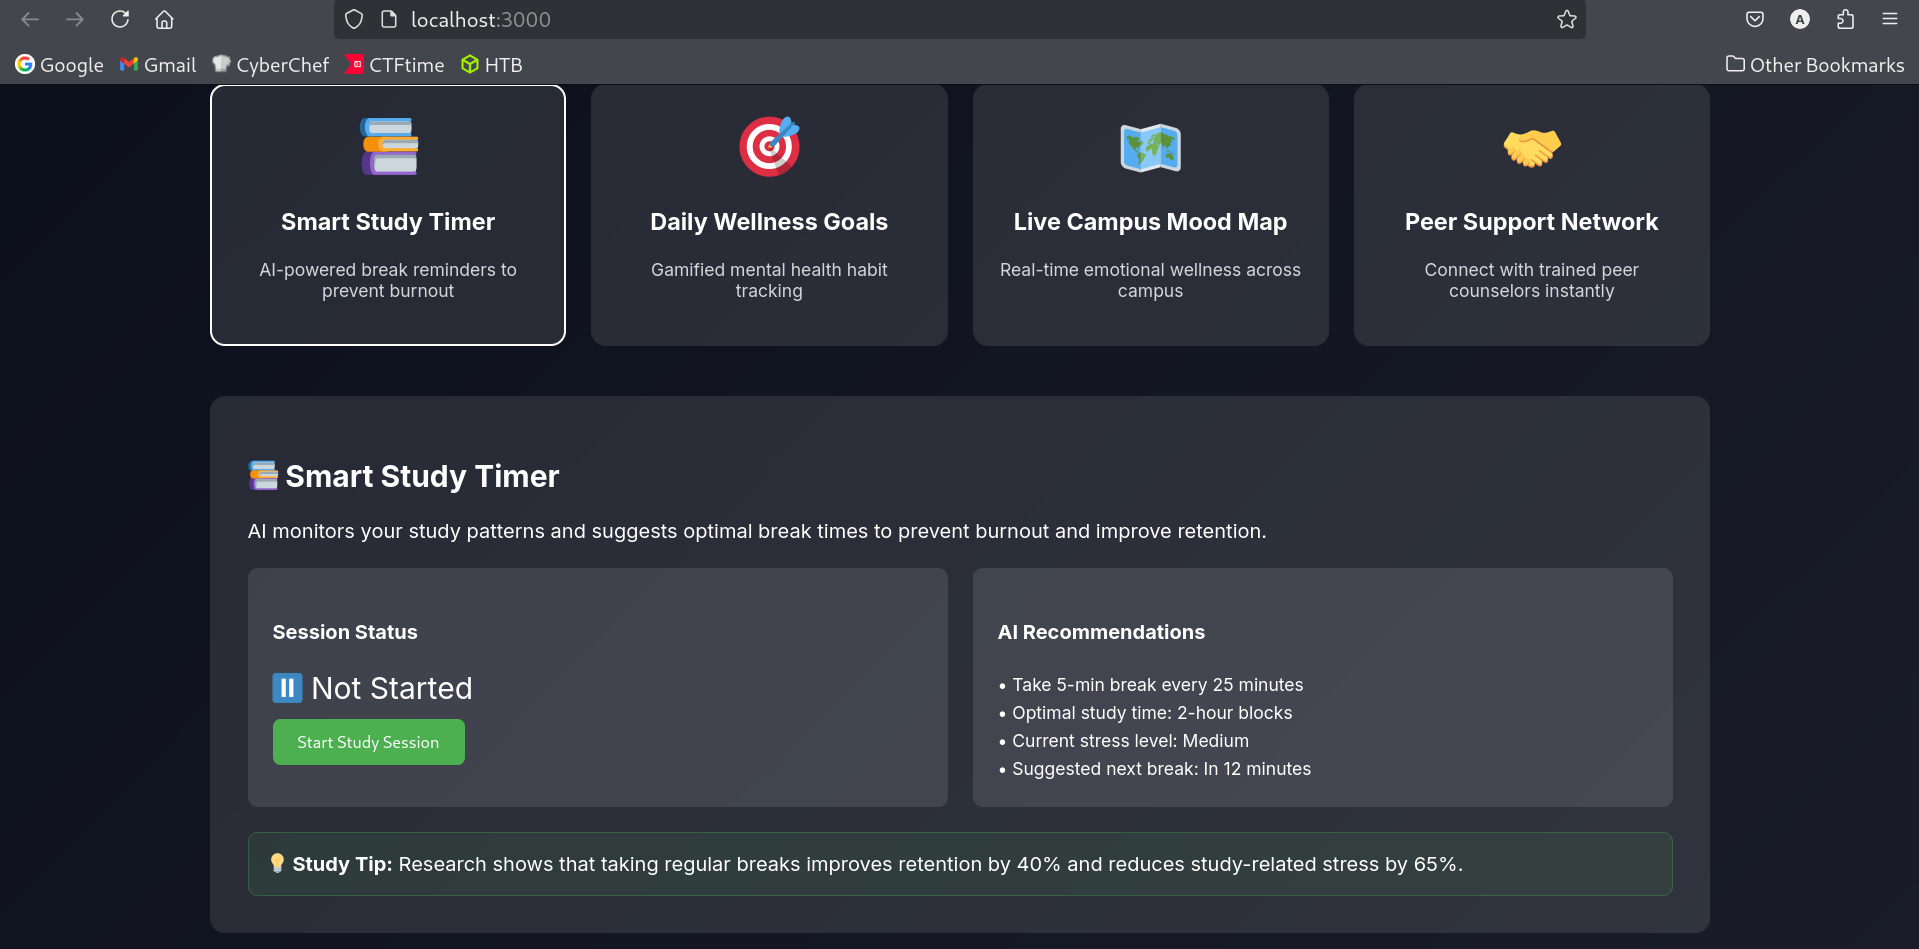 localhost:3000
A
Google
Gmail
CyberChef
CTFtime
HTB
Other Bookmarks
Smart Study Timer
AI-powered break reminders to
prevent burnout
Daily Wellness Goals
Gamified mental health habit
tracking
Live Campus Mood Map
Real-time emotional wellness across
campus
Peer Support Network
Connect with trained peer
counselors instantly
Smart Study Timer
AI monitors your study patterns and suggests optimal break times to prevent burnout and improve retention.
Session Status
Not Started
Start Study Session
AI Recommendations
• Take 5-min break every 25 minutes
• Optimal study time: 2-hour blocks
• Current stress level: Medium
• Suggested next break: In 12 minutes
Study Tip: Research shows that taking regular breaks improves retention by 40% and reduces study-related stress by 65%.